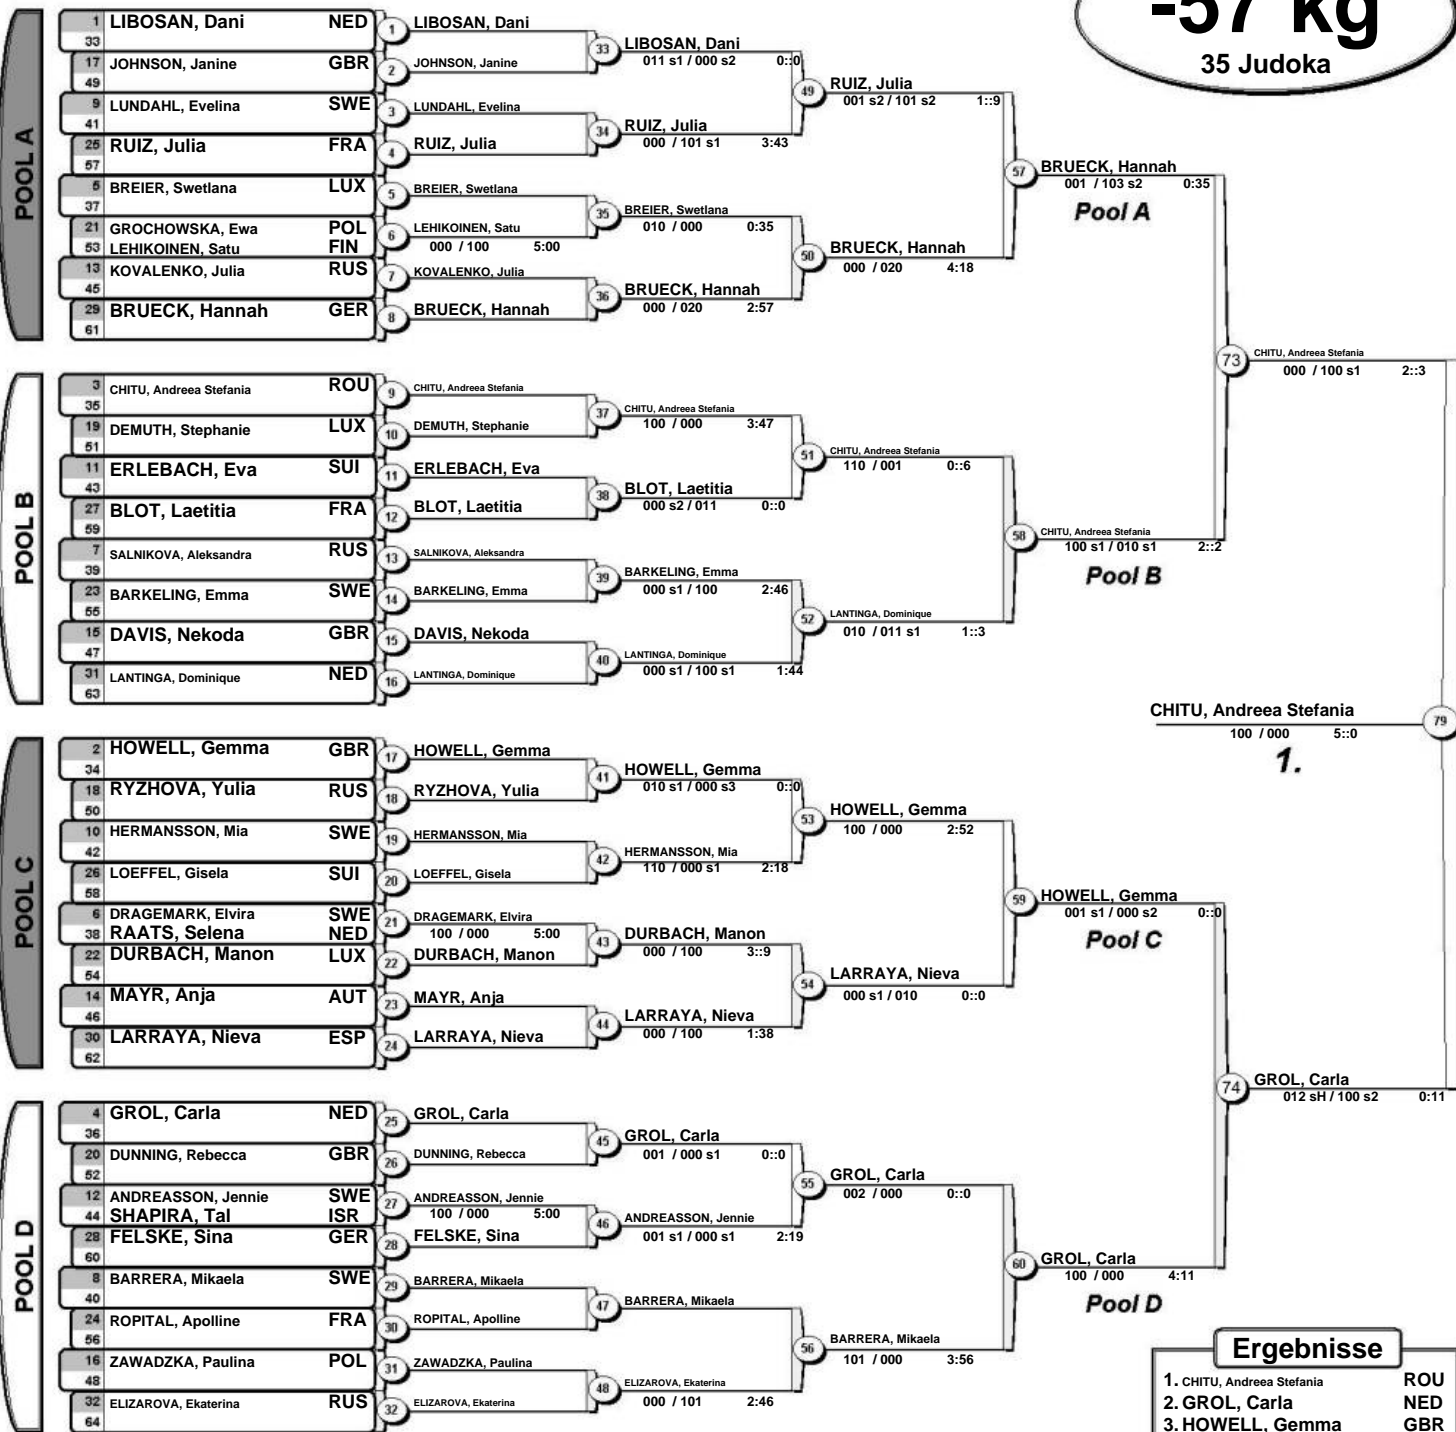 -57 kg
35 Judoka
POOL A
1 LIBOSAN, Dani NED
33
17 JOHNSON, Janine GBR
49
9 LUNDAHL, Evelina SWE
41
25 RUIZ, Julia FRA
57
5 BREIER, Swetlana LUX
37
21 GROCHOWSKA, Ewa POL
53 LEHIKOINEN, Satu FIN
13 KOVALENKO, Julia RUS
45
29 BRUECK, Hannah GER
61
1 LIBOSAN, Dani
2 JOHNSON, Janine
3 LUNDAHL, Evelina
4 RUIZ, Julia
5 BREIER, Swetlana
6 LEHIKOINEN, Satu
000 / 100 5:00
7 KOVALENKO, Julia
8 BRUECK, Hannah
33 LIBOSAN, Dani
011 s1 / 000 s2 0::0
34 RUIZ, Julia
000 / 101 s1 3:43
35 BREIER, Swetlana
010 / 000 0:35
36 BRUECK, Hannah
000 / 020 2:57
49 RUIZ, Julia
001 s2 / 101 s2 1::9
50 BRUECK, Hannah
000 / 020 4:18
57 BRUECK, Hannah
001 / 103 s2 0:35
Pool A
POOL B
3 CHITU, Andreea Stefania ROU
35
19 DEMUTH, Stephanie LUX
51
11 ERLEBACH, Eva SUI
43
27 BLOT, Laetitia FRA
59
7 SALNIKOVA, Aleksandra RUS
39
23 BARKELING, Emma SWE
55
15 DAVIS, Nekoda GBR
47
31 LANTINGA, Dominique NED
63
9 CHITU, Andreea Stefania
10 DEMUTH, Stephanie
11 ERLEBACH, Eva
12 BLOT, Laetitia
13 SALNIKOVA, Aleksandra
14 BARKELING, Emma
15 DAVIS, Nekoda
16 LANTINGA, Dominique
37 CHITU, Andreea Stefania
100 / 000 3:47
38 BLOT, Laetitia
000 s2 / 011 0::0
39 BARKELING, Emma
000 s1 / 100 2:46
40 LANTINGA, Dominique
000 s1 / 100 s1 1:44
51 CHITU, Andreea Stefania
110 / 001 0::6
52 LANTINGA, Dominique
010 / 011 s1 1::3
58 CHITU, Andreea Stefania
100 s1 / 010 s1 2::2
Pool B
73 CHITU, Andreea Stefania
000 / 100 s1 2::3
CHITU, Andreea Stefania 79
100 / 000 5::0
1.
POOL C
2 HOWELL, Gemma GBR
34
18 RYZHOVA, Yulia RUS
50
10 HERMANSSON, Mia SWE
42
26 LOEFFEL, Gisela SUI
58
6 DRAGEMARK, Elvira SWE
38 RAATS, Selena NED
22 DURBACH, Manon LUX
54
14 MAYR, Anja AUT
46
30 LARRAYA, Nieva ESP
62
17 HOWELL, Gemma
18 RYZHOVA, Yulia
19 HERMANSSON, Mia
20 LOEFFEL, Gisela
21 DRAGEMARK, Elvira
100 / 000 5:00
22 DURBACH, Manon
23 MAYR, Anja
24 LARRAYA, Nieva
41 HOWELL, Gemma
010 s1 / 000 s3 0::0
42 HERMANSSON, Mia
110 / 000 s1 2:18
43 DURBACH, Manon
000 / 100 3::9
44 LARRAYA, Nieva
000 / 100 1:38
53 HOWELL, Gemma
100 / 000 2:52
54 LARRAYA, Nieva
000 s1 / 010 0::0
59 HOWELL, Gemma
001 s1 / 000 s2 0::0
Pool C
74 GROL, Carla
012 sH / 100 s2 0:11
POOL D
4 GROL, Carla NED
36
20 DUNNING, Rebecca GBR
52
12 ANDREASSON, Jennie SWE
44 SHAPIRA, Tal ISR
28 FELSKE, Sina GER
60
8 BARRERA, Mikaela SWE
40
24 ROPITAL, Apolline FRA
56
16 ZAWADZKA, Paulina POL
48
32 ELIZAROVA, Ekaterina RUS
64
25 GROL, Carla
26 DUNNING, Rebecca
27 ANDREASSON, Jennie
100 / 000 5:00
28 FELSKE, Sina
29 BARRERA, Mikaela
30 ROPITAL, Apolline
31 ZAWADZKA, Paulina
32 ELIZAROVA, Ekaterina
45 GROL, Carla
001 / 000 s1 0::0
46 ANDREASSON, Jennie
001 s1 / 000 s1 2:19
47 BARRERA, Mikaela
48 ELIZAROVA, Ekaterina
000 / 101 2:46
55 GROL, Carla
002 / 000 0::0
56 BARRERA, Mikaela
101 / 000 3:56
60 GROL, Carla
100 / 000 4:11
Pool D
Ergebnisse
1. CHITU, Andreea Stefania ROU
2. GROL, Carla NED
3. HOWELL, Gemma GBR